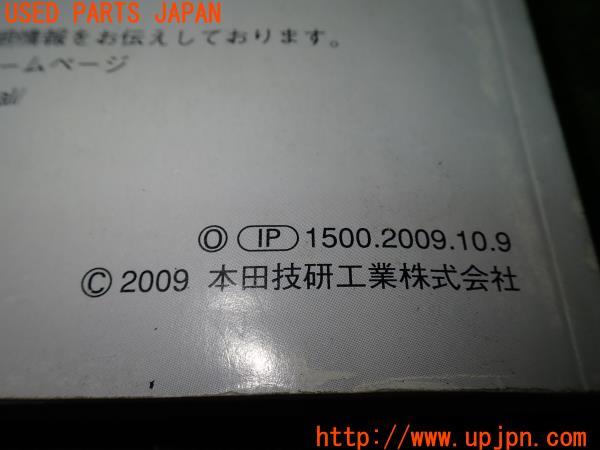 USED PARTS JAPAN
情報をお伝えしております。
ームページ
Ⓞ IP 1500.2009.10.9
© 2009 本田技研工業株式会社
http://www.upjpn.com